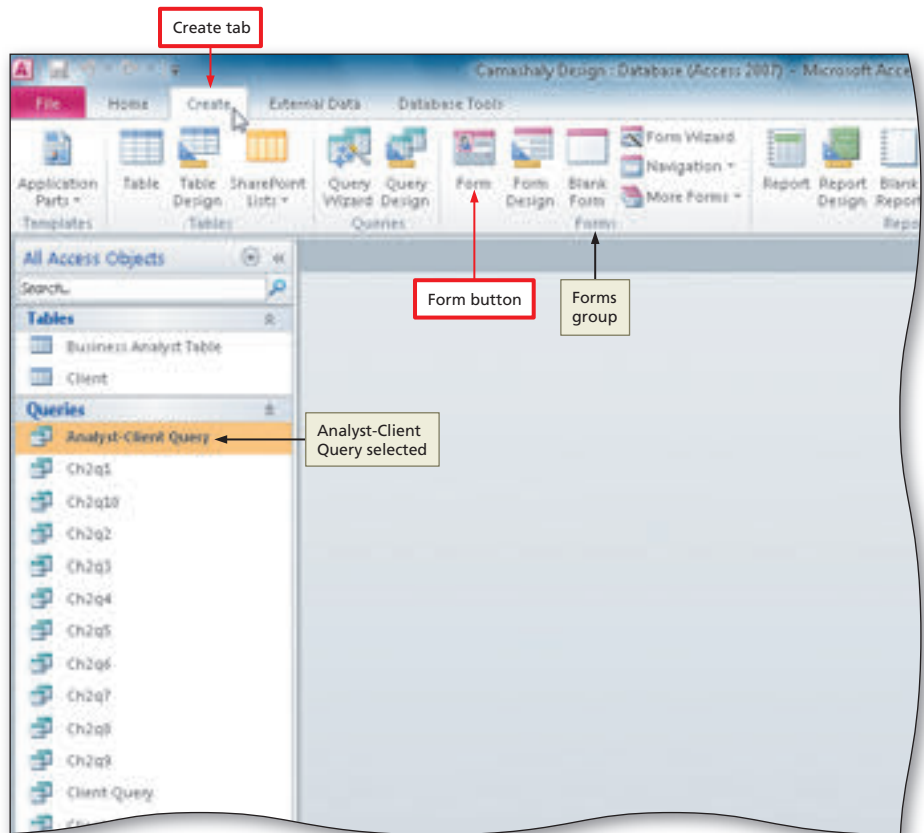 Create tab
Camashaly Design : Database (Access 2007) - Microsoft Acce
File Home Create External Data Database Tools
Application Parts Table Table Design SharePoint Lists Query Wizard Query Design Form Form Design Blank Form Form Wizard Navigation More Forms Report Report Design Blank Report
Templates Tables Queries Forms Repo
All Access Objects
Search...
Form button
Forms group
Tables
Business Analyst Table
Client
Queries
Analyst-Client Query
Analyst-Client
Query selected
Ch2q1
Ch2q10
Ch2q2
Ch2q3
Ch2q4
Ch2q5
Ch2q6
Ch2q7
Ch2q8
Ch2q9
Client Query